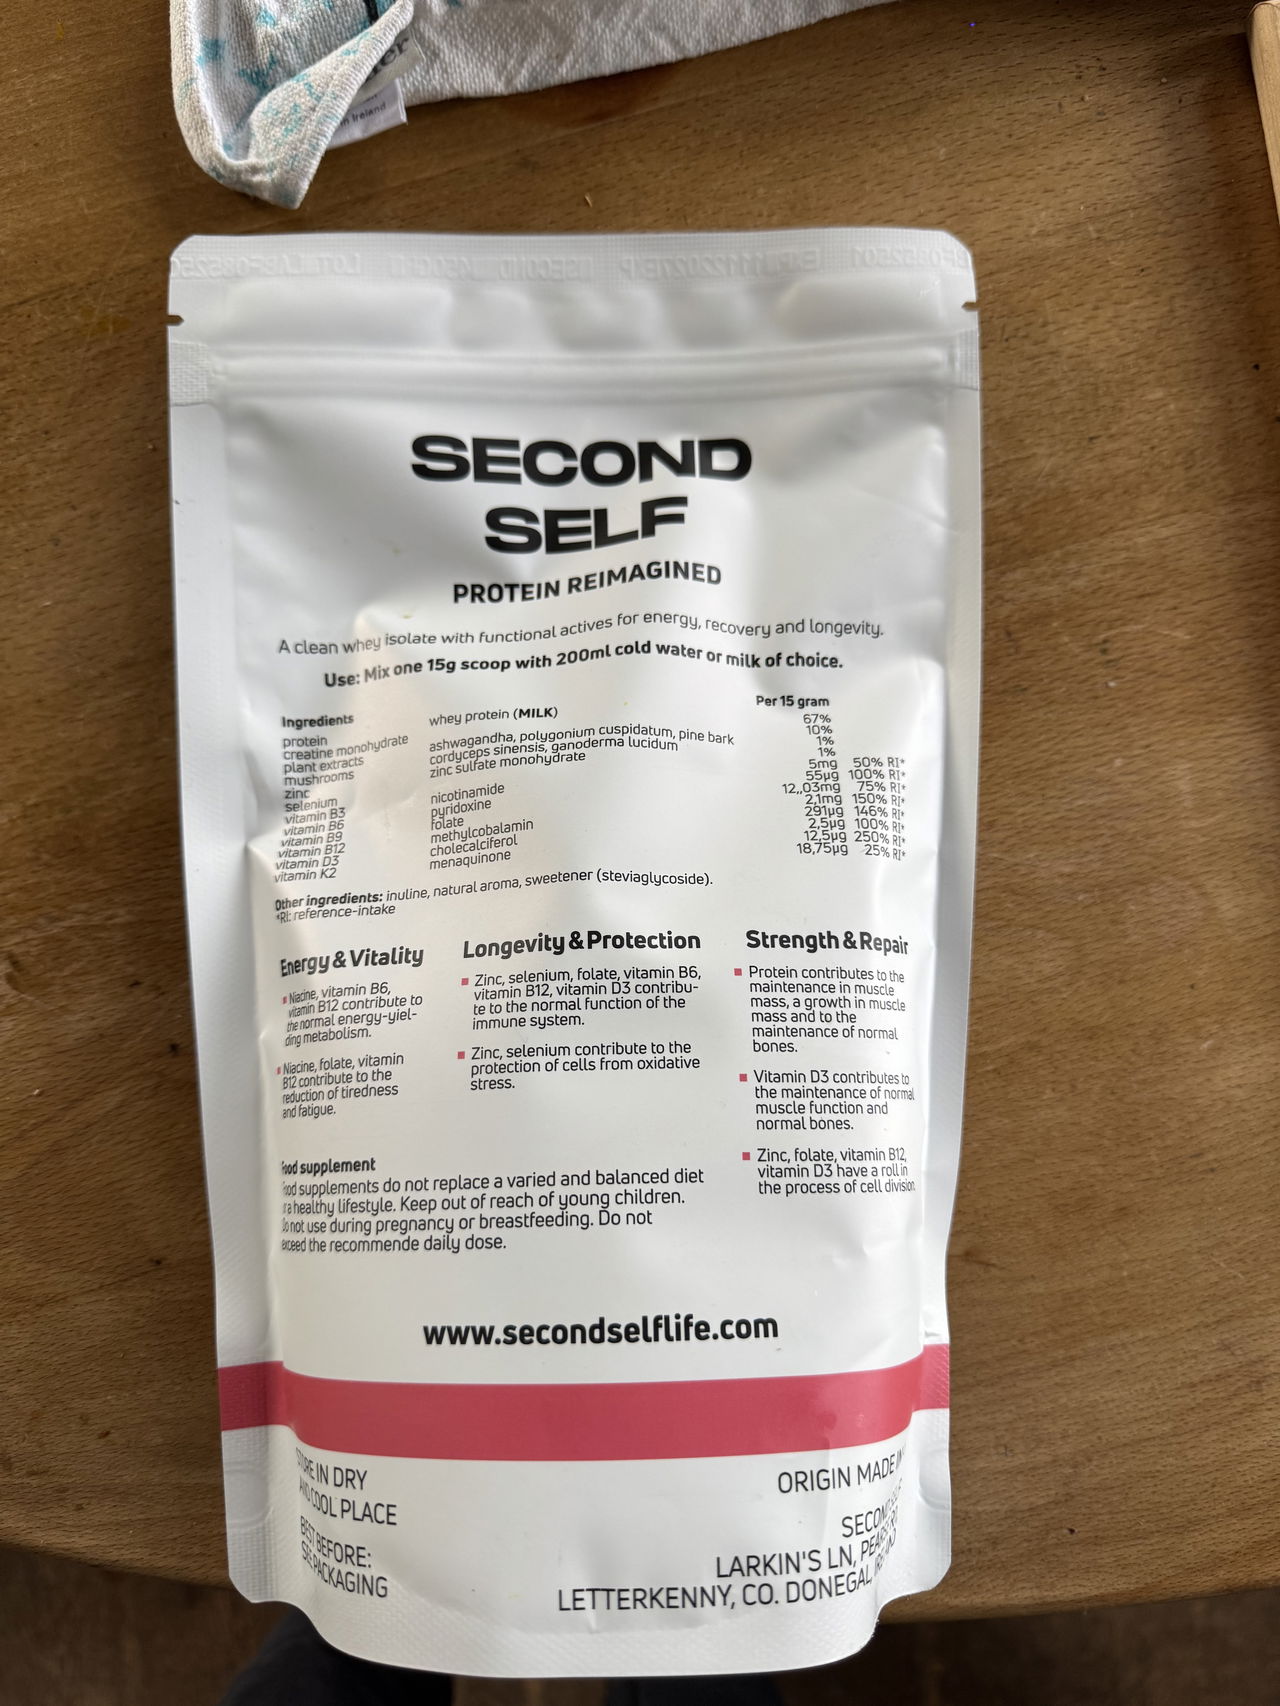 in Ireland
SECOND
SELF
PROTEIN REIMAGINED
A clean whey isolate with functional actives for energy, recovery and longevity.
Use: Mix one 15g scoop with 200ml cold water or milk of choice.
Ingredients whey protein (MILK) Per 15 gram
protein 67%
creatine monohydrate 10%
plant extracts ashwagandha, polygonium cuspidatum, pine bark 1%
mushrooms cordyceps sinensis, ganoderma lucidum 1%
zinc zinc sulfate monohydrate 5mg 50% RI*
selenium 55µg 100% RI*
vitamin B3 nicotinamide 12,,03mg 75% RI*
vitamin B6 pyridoxine 2,1mg 150% RI*
vitamin B9 folate 291µg 146% RI*
vitamin B12 methylcobalamin 2,5µg 100% RI*
vitamin D3 cholecalciferol 12,5µg 250% RI*
vitamin K2 menaquinone 18,75µg 25% RI*
Other ingredients: inuline, natural aroma, sweetener (steviaglycoside).
*RI: reference-intake
Energy & Vitality
Niacine, vitamin B6,
vitamin B12 contribute to
the normal energy-yiel-
ding metabolism.
Niacine, folate, vitamin
B12 contribute to the
reduction of tiredness
and fatigue.
Longevity & Protection
Zinc, selenium, folate, vitamin B6,
vitamin B12, vitamin D3 contribu-
te to the normal function of the
immune system.
Zinc, selenium contribute to the
protection of cells from oxidative
stress.
Strength & Repair
Protein contributes to the
maintenance in muscle
mass, a growth in muscle
mass and to the
maintenance of normal
bones.
Vitamin D3 contributes to
the maintenance of normal
muscle function and
normal bones.
Zinc, folate, vitamin B12,
vitamin D3 have a roll in
the process of cell division.
Food supplement
Food supplements do not replace a varied and balanced diet
or a healthy lifestyle. Keep out of reach of young children.
Do not use during pregnancy or breastfeeding. Do not
exceed the recommende daily dose.
www.secondselflife.com
STORE IN DRY
AND COOL PLACE
BEST BEFORE:
SEE PACKAGING
ORIGIN MADE IN
SECOND
LARKIN'S LN,
LETTERKENNY, CO. DONEGAL,